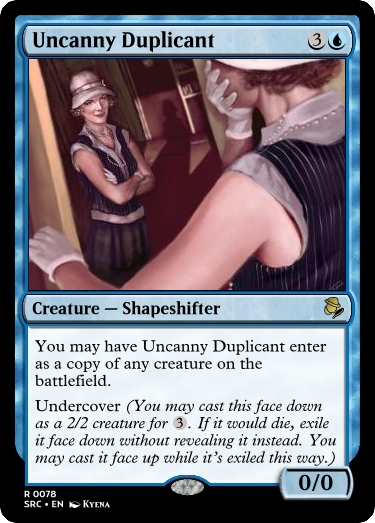 Uncanny Duplicant 3
Creature — Shapeshifter
You may have Uncanny Duplicant enter
as a copy of any creature on the
battlefield.
Undercover (You may cast this face down
as a 2/2 creature for 3. If it would die, exile
it face down without revealing it instead. You
may cast it face up while it's exiled this way.)
0/0
R 0078
SRC • EN Kyena